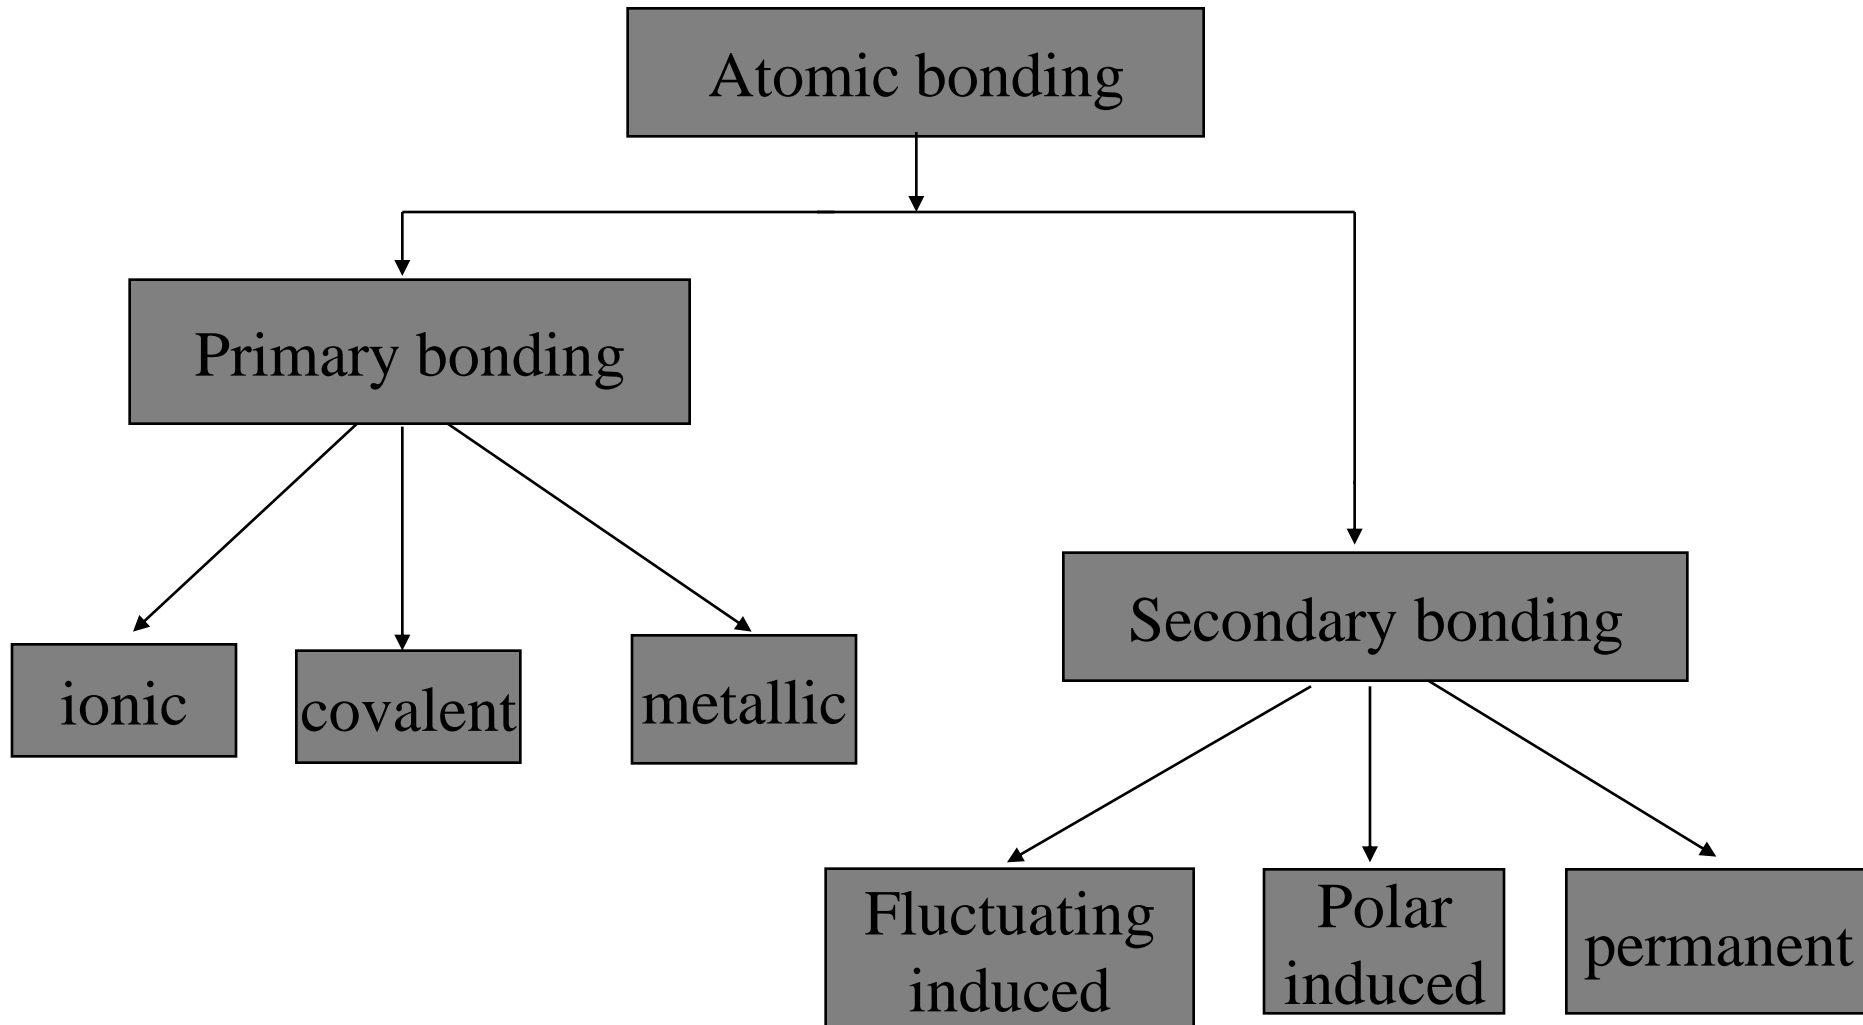 Atomic bonding
Primary bonding
Secondary bonding
ionic
covalent
metallic
Fluctuating
induced
Polar
induced
permanent